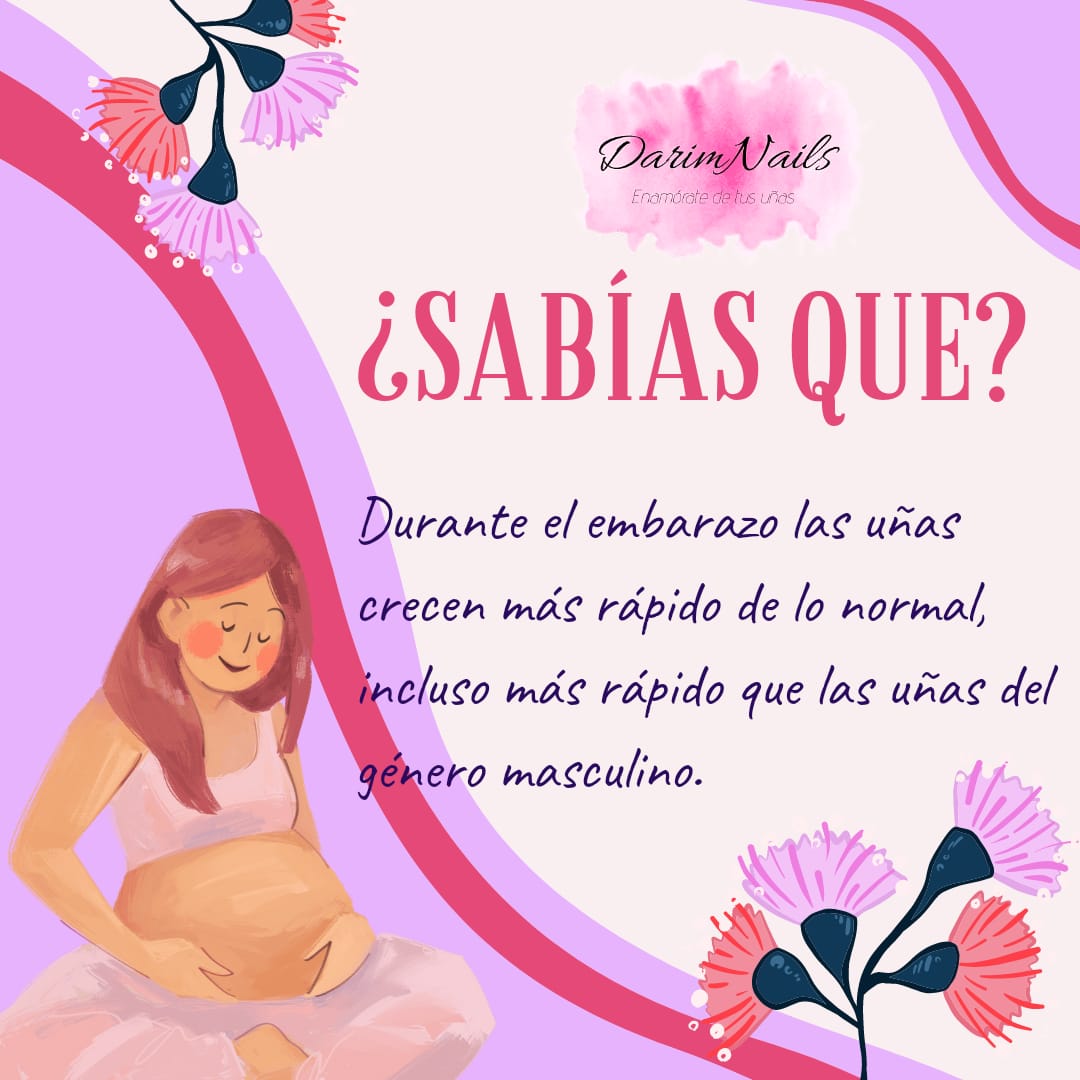 DarimNails
Enamórate de tus uñas
¿SABÍAS QUE?
Durante el embarazo las uñas
crecen más rápido de lo normal,
incluso más rápido que las uñas del
género masculino.